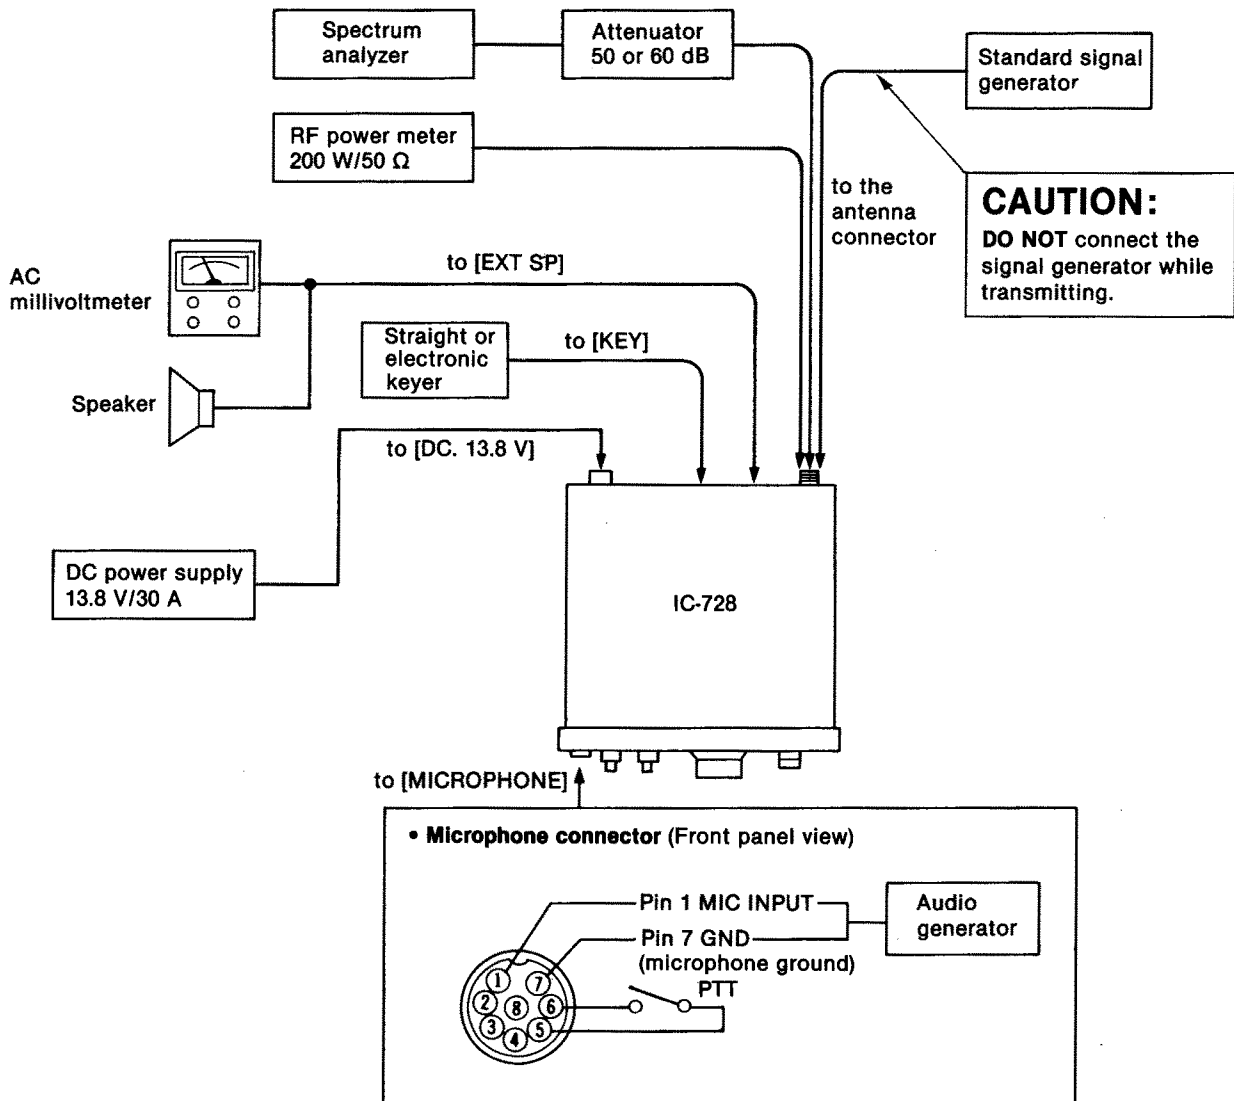 Spectrum
analyzer
Attenuator
50 or 60 dB
Standard signal
generator
RF power meter
200 W/50 Ω
to the
antenna
connector
CAUTION:
DO NOT connect the
signal generator while
transmitting.
AC
millivoltmeter
to [EXT SP]
Straight or
electronic
keyer
to [KEY]
Speaker
to [DC. 13.8 V]
DC power supply
13.8 V/30 A
IC-728
to [MICROPHONE]
• Microphone connector (Front panel view)
Pin 1 MIC INPUT
Pin 7 GND
(microphone ground)
Audio
generator
PTT
1
7
2
8
6
3
5
4